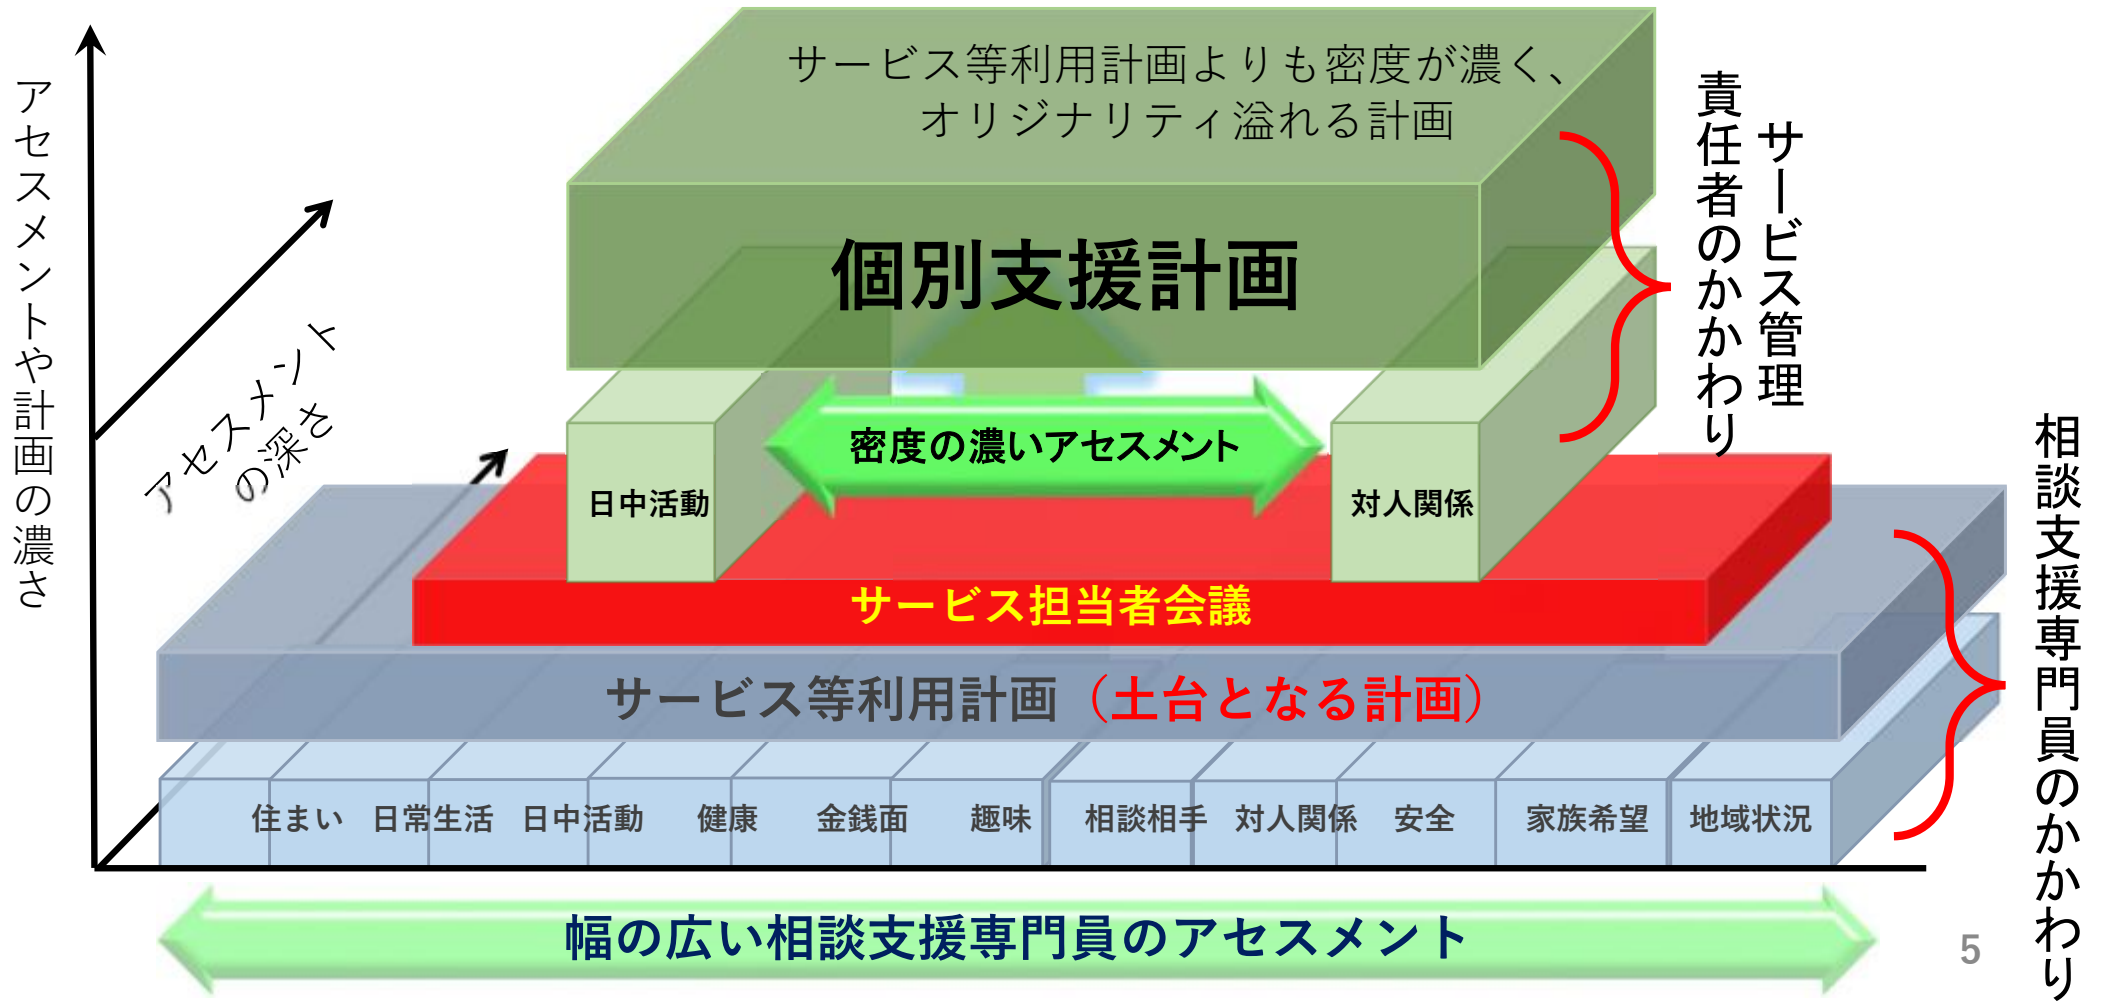 アセスメントや計画の濃さ
アセスメント
の深さ
サービス等利用計画よりも密度が濃く、
オリジナリティ溢れる計画
個別支援計画
サービス管理
責任者のかかわり
密度の濃いアセスメント
日中活動
対人関係
サービス担当者会議
サービス等利用計画（土台となる計画）
相談支援専門員のかかわり
住まい 日常生活 日中活動 健康 金銭面 趣味 相談相手 対人関係 安全 家族希望 地域状況
幅の広い相談支援専門員のアセスメント
5